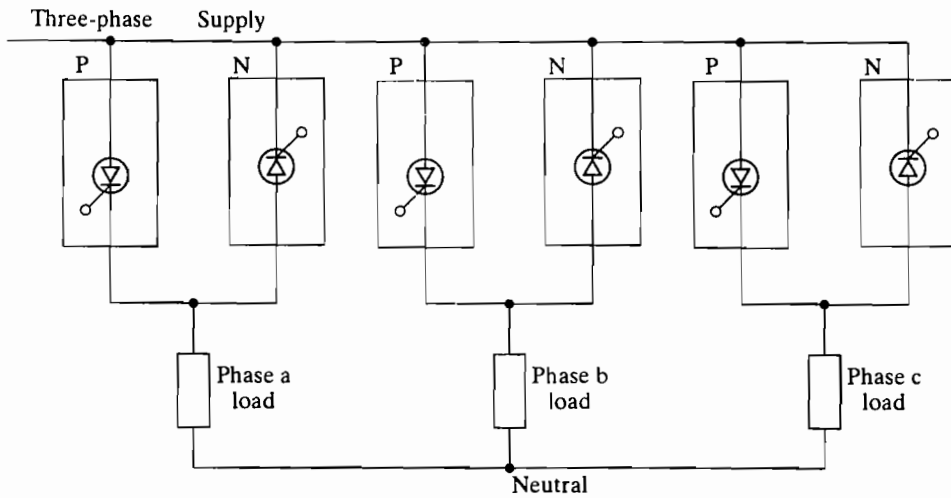 Three-phase Supply
P
N
P
N
P
N
Phase a
load
Phase b
load
Phase c
load
Neutral